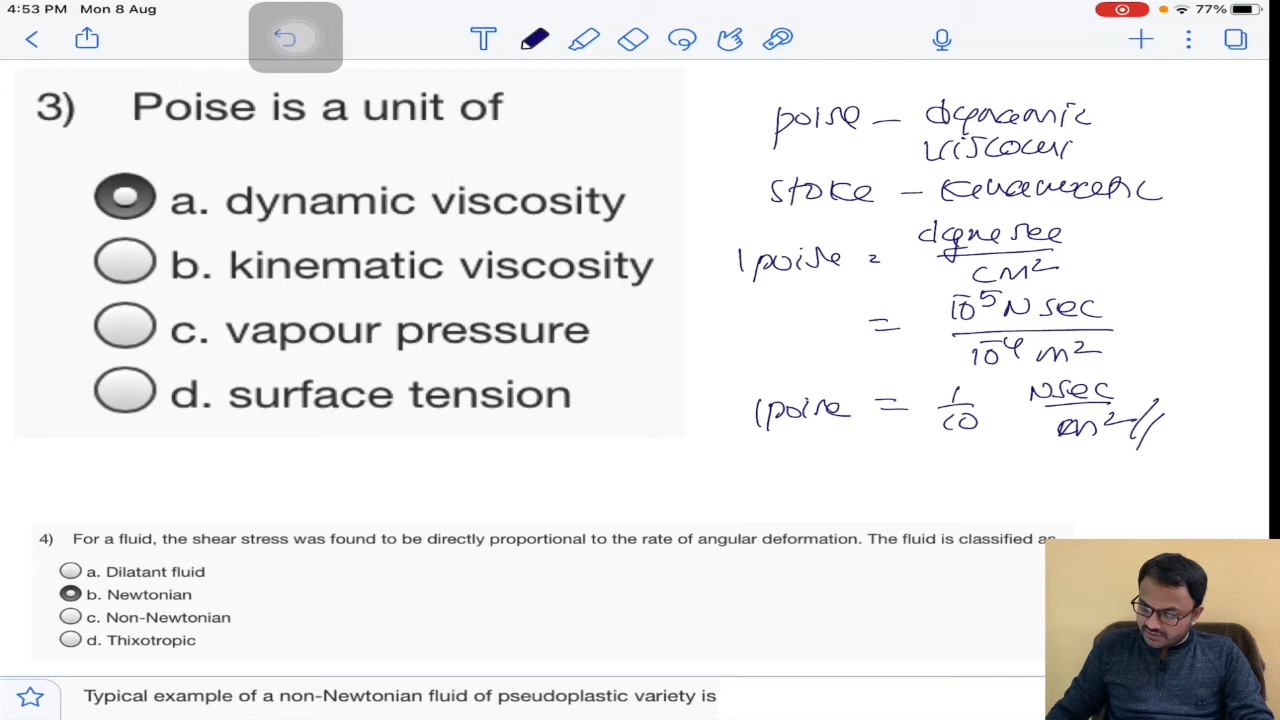 4:53 PM Mon 8 Aug
77%
3) Poise is a unit of
a. dynamic viscosity
b. kinematic viscosity
c. vapour pressure
d. surface tension
poise – dynamic
stoke –
1 poise = dyne sec
cm²
= 10⁻⁵ N sec
10⁻⁴ m²
1 poise = 1/10 N sec
m² //
4) For a fluid, the shear stress was found to be directly proportional to the rate of angular deformation. The fluid is classified as
a. Dilatant fluid
b. Newtonian
c. Non-Newtonian
d. Thixotropic
Typical example of a non-Newtonian fluid of pseudoplastic variety is